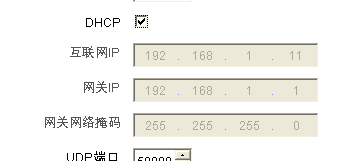 DHCP
互联网IP 192 . 168 . 1 . 11
网关IP 192 . 168 . 1 . 1
网关网络掩码 255 . 255 . 255 . 0
UDP端口